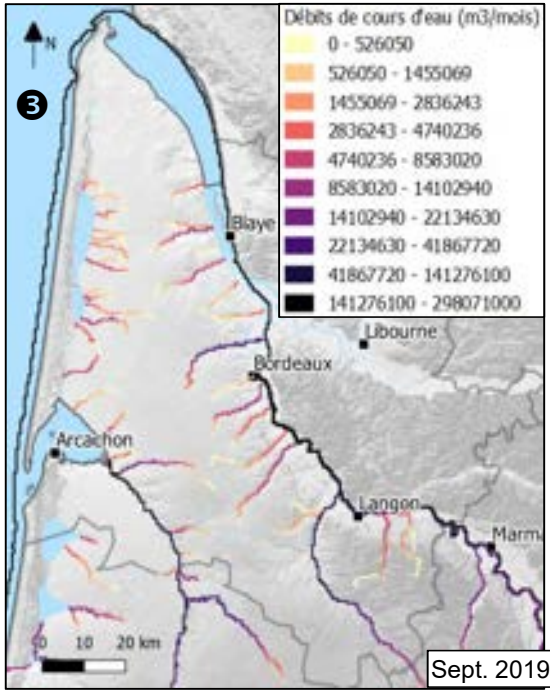 Débits de cours d'eau (m3/mois)
0 - 526050
526050 - 1455069
1455069 - 2836243
2836243 - 4740236
4740236 - 8583020
8583020 - 14102940
14102940 - 22134630
22134630 - 41867720
41867720 - 141276100
141276100 - 298071000
N
3
Blaye
Libourne
Bordeaux
Arcachon
Langon
Marma
0 10 20 km
Sept. 2019